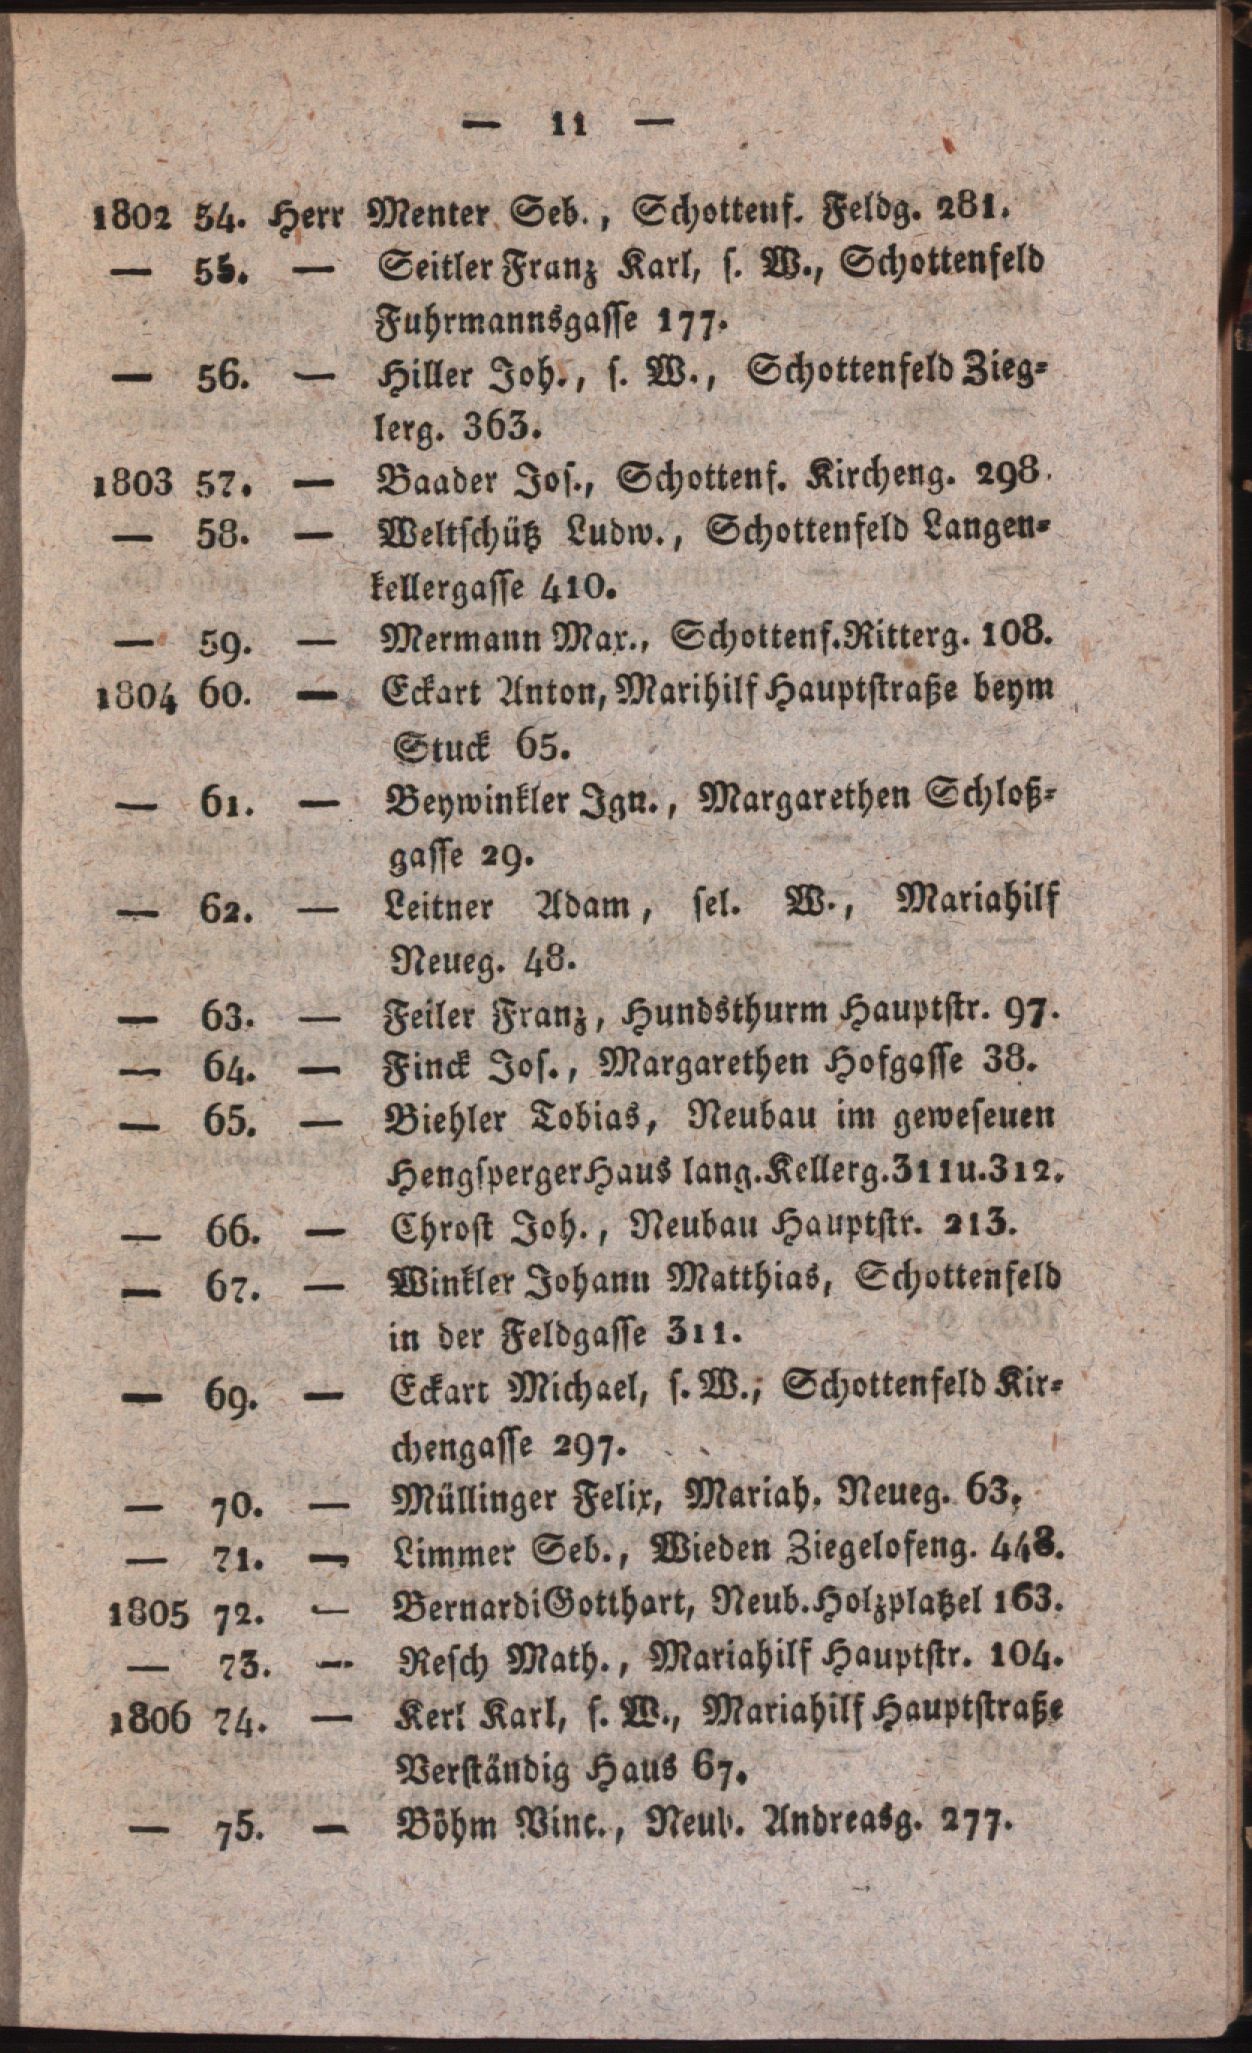 — 11 —
1802 54. Herr Menter Seb., Schottenf. Feldg. 281.
— 55. — Seitler Franz Karl, s. W., Schottenfeld
Fuhrmannsgasse 177.
— 56. — Hiller Joh., s. W., Schottenfeld Zieg-
lerg. 363.
1803 57. — Baader Jos., Schottenf. Kircheng. 298.
— 58. — Weltschütz Ludw., Schottenfeld Langen-
kellergasse 410.
— 59. — Mermann Max., Schottenf. Ritterg. 108.
1804 60. — Eckart Anton, Marihilf Hauptstraße beym
Stuck 65.
— 61. — Beywinkler Ign., Margarethen Schloß-
gasse 29.
— 62. — Leitner Adam, sel. W., Mariahilf
Neueg. 48.
— 63. — Feiler Franz, Hundsthurm Hauptstr. 97.
— 64. — Finck Jos., Margarethen Hofgasse 38.
— 65. — Biehler Tobias, Neubau im gewesenen
Hengsperger Haus lang. Kellerg. 311 u. 312.
— 66. — Chrost Joh., Neubau Hauptstr. 213.
— 67. — Winkler Johann Matthias, Schottenfeld
in der Feldgasse 311.
— 69. — Eckart Michael, s. W., Schottenfeld Kir-
chengasse 297.
— 70. — Müllinger Felix, Mariah. Neueg. 63.
— 71. — Limmer Seb., Wieden Ziegelofeng. 448.
1805 72. — Bernardi Gotthart, Neub. Holzplatzel 163.
— 73. — Resch Math., Mariahilf Hauptstr. 104.
1806 74. — Kerl Karl, s. W., Mariahilf Hauptstraße
Verständig Haus 67.
— 75. — Böhm Vinc., Neub. Andreasg. 277.